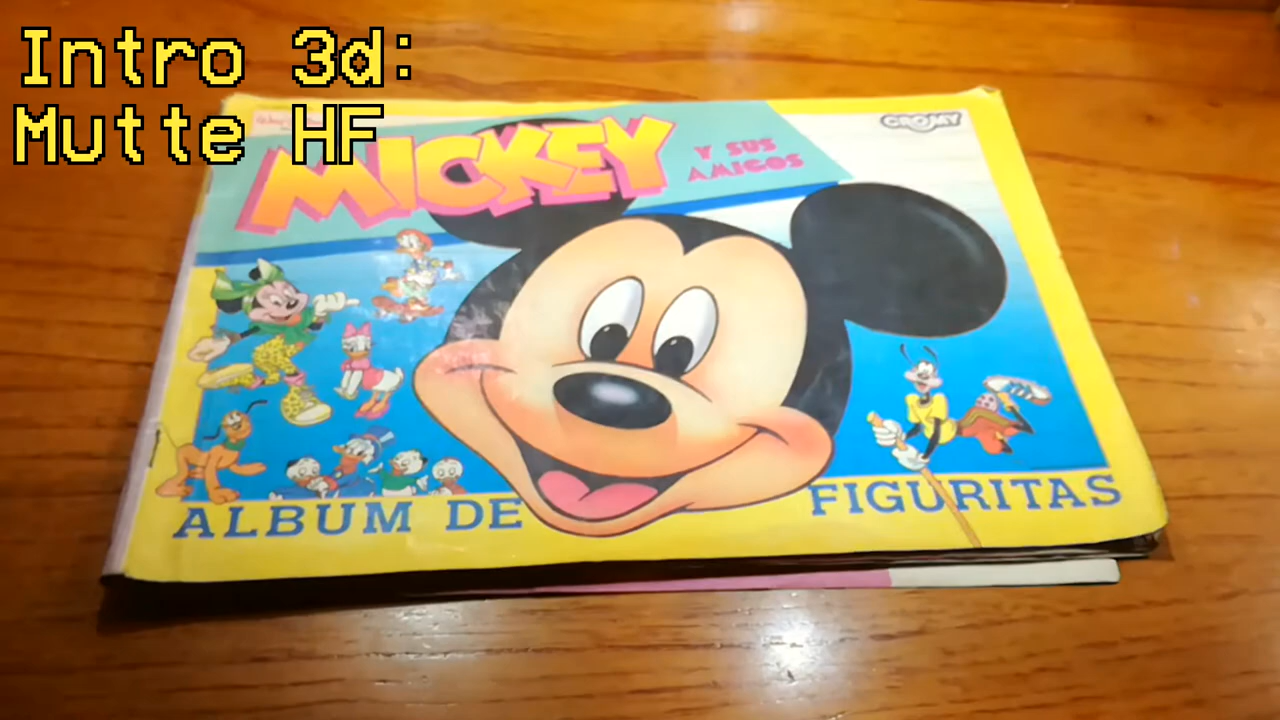 Intro 3d:
Mutte HF
MICKEY
Y SUS
AMIGOS
CROMY
ALBUM DE
FIGURITAS